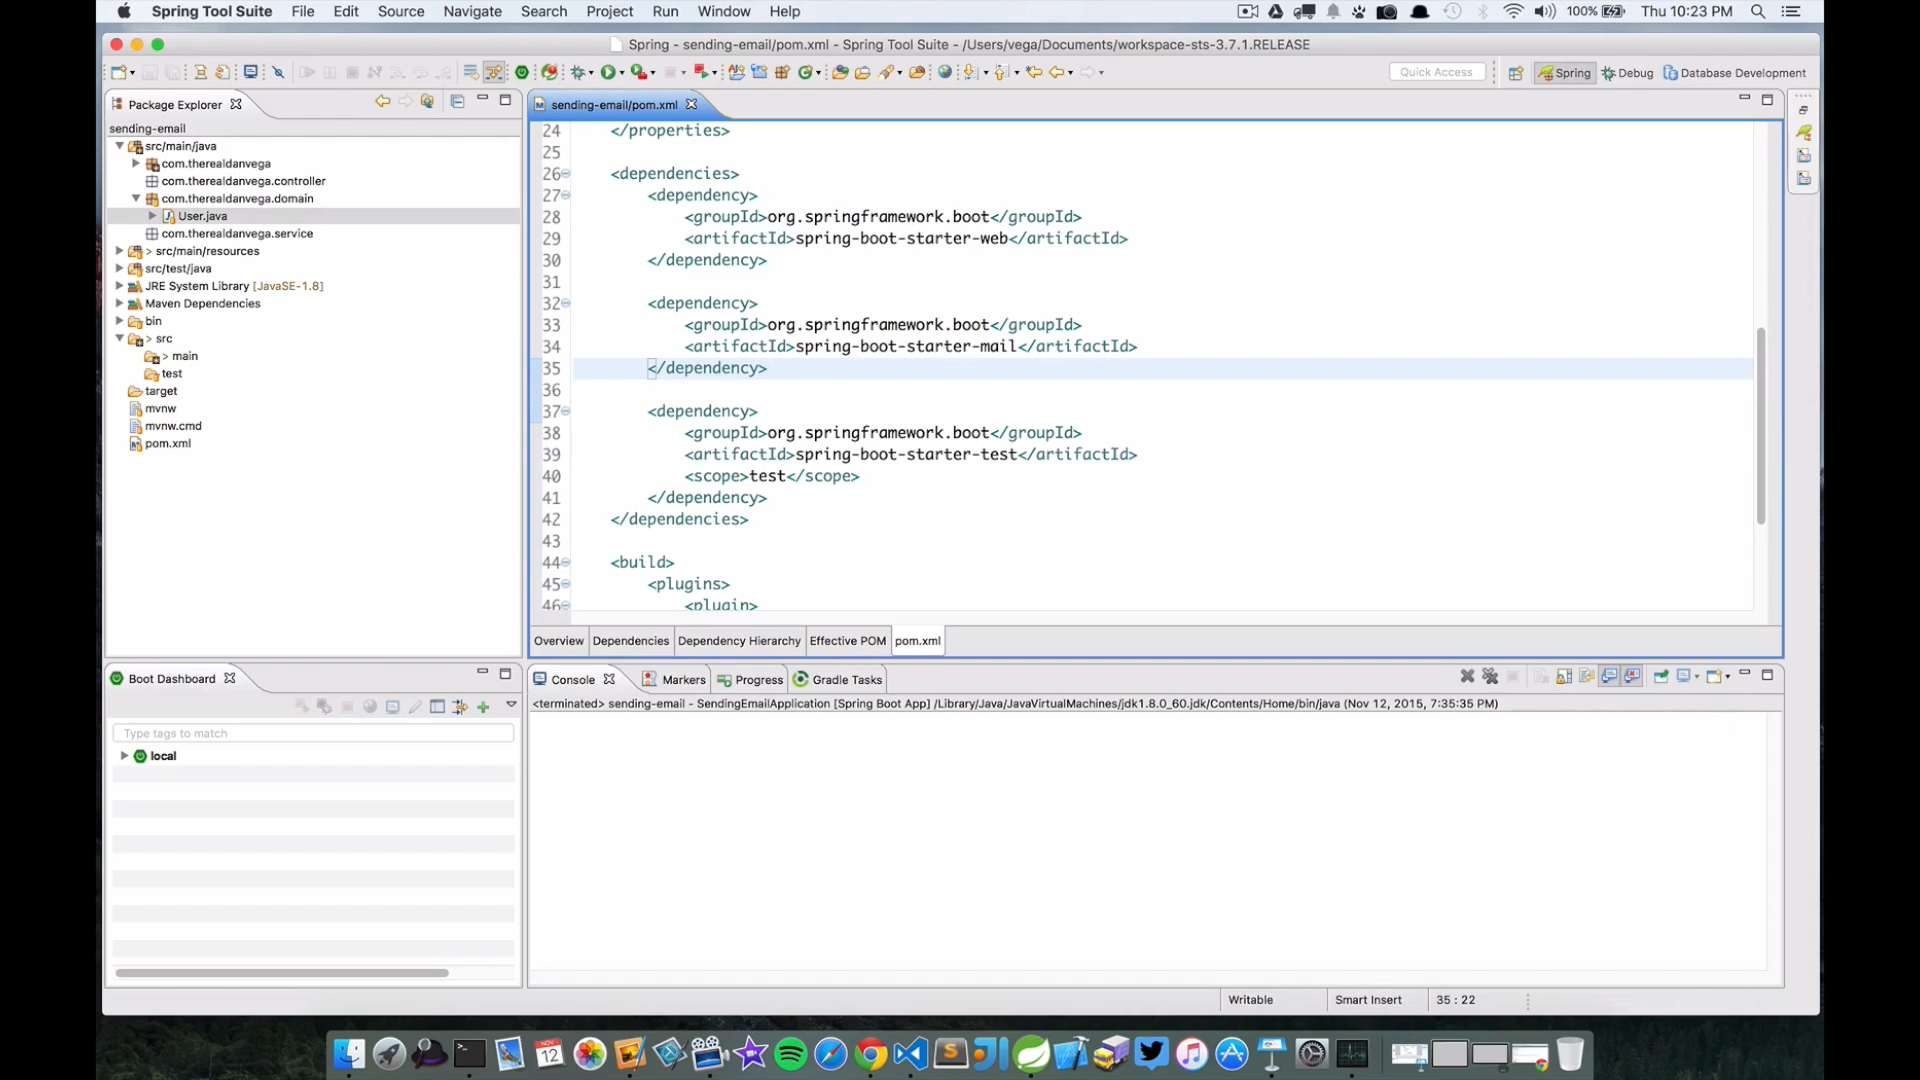 Spring Tool Suite File Edit Source Navigate Search Project Run Window Help 100% Thu 10:23 PM
Spring - sending-email/pom.xml - Spring Tool Suite - /Users/vega/Documents/workspace-sts-3.7.1.RELEASE
Quick Access Spring Debug Database Development
Package Explorer
sending-email
src/main/java
com.therealdanvega
com.therealdanvega.controller
com.therealdanvega.domain
User.java
com.therealdanvega.service
> src/main/resources
src/test/java
JRE System Library [JavaSE-1.8]
Maven Dependencies
bin
> src
> main
test
target
mvnw
mvnw.cmd
pom.xml
sending-email/pom.xml
24 </properties>
25
26 <dependencies>
27 <dependency>
28 <groupId>org.springframework.boot</groupId>
29 <artifactId>spring-boot-starter-web</artifactId>
30 </dependency>
31
32 <dependency>
33 <groupId>org.springframework.boot</groupId>
34 <artifactId>spring-boot-starter-mail</artifactId>
35 </dependency>
36
37 <dependency>
38 <groupId>org.springframework.boot</groupId>
39 <artifactId>spring-boot-starter-test</artifactId>
40 <scope>test</scope>
41 </dependency>
42 </dependencies>
43
44 <build>
45 <plugins>
46 <plugin>
Overview Dependencies Dependency Hierarchy Effective POM pom.xml
Boot Dashboard
Type tags to match
local
Console Markers Progress Gradle Tasks
<terminated> sending-email - SendingEmailApplication [Spring Boot App] /Library/Java/JavaVirtualMachines/jdk1.8.0_60.jdk/Contents/Home/bin/java (Nov 12, 2015, 7:35:35 PM)
Writable Smart Insert 35 : 22
NOV
12